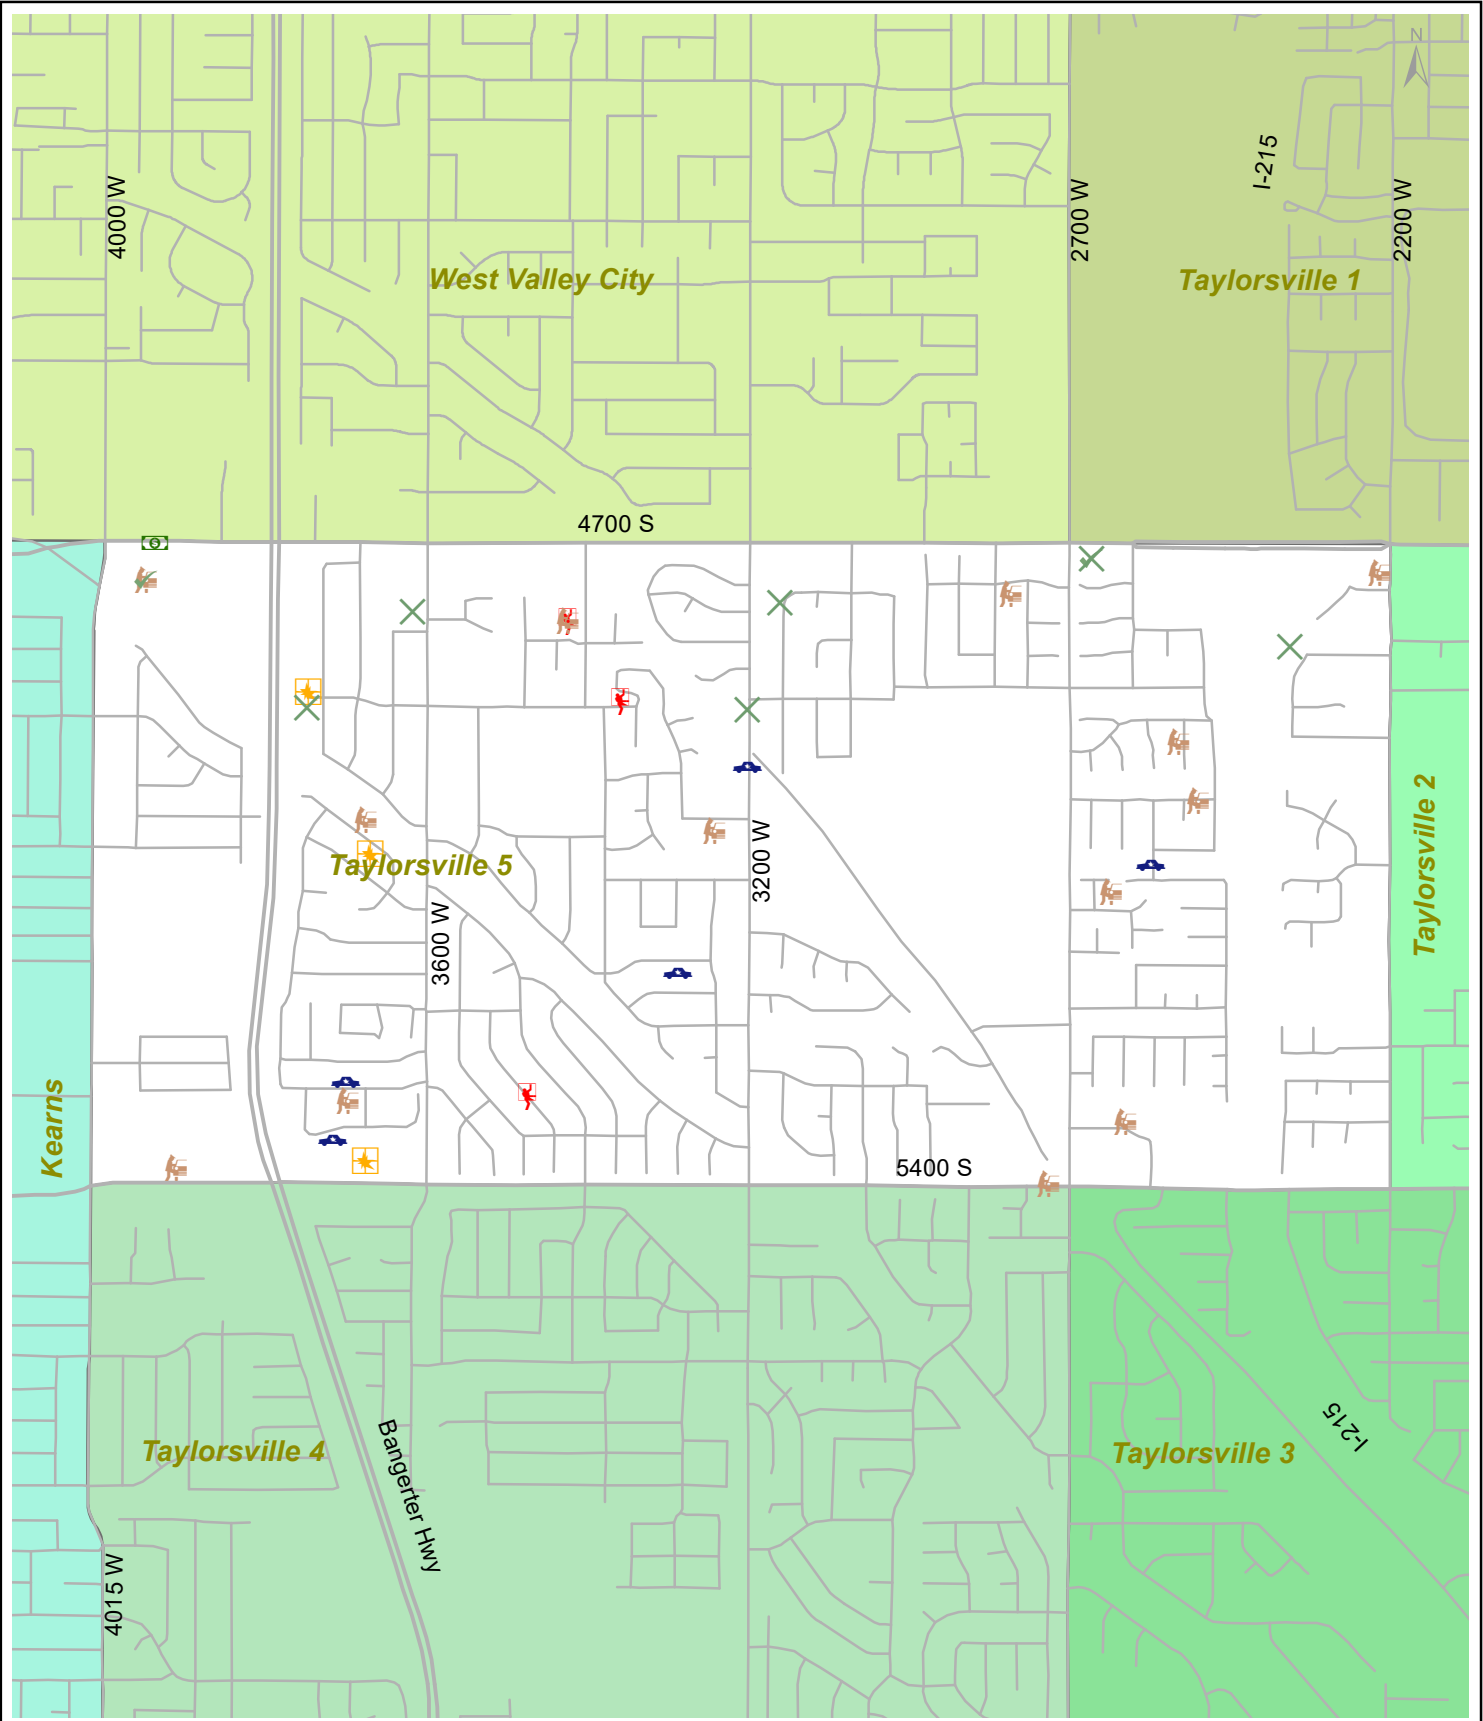 N
I-215
4000 W
2700 W
2200 W
West Valley City
Taylorsville 1
4700 S
S
Taylorsville 5
3200 W
Taylorsville 2
3600 W
Kearns
5400 S
Taylorsville 4
Bangerter Hwy
Taylorsville 3
I-215
4015 W